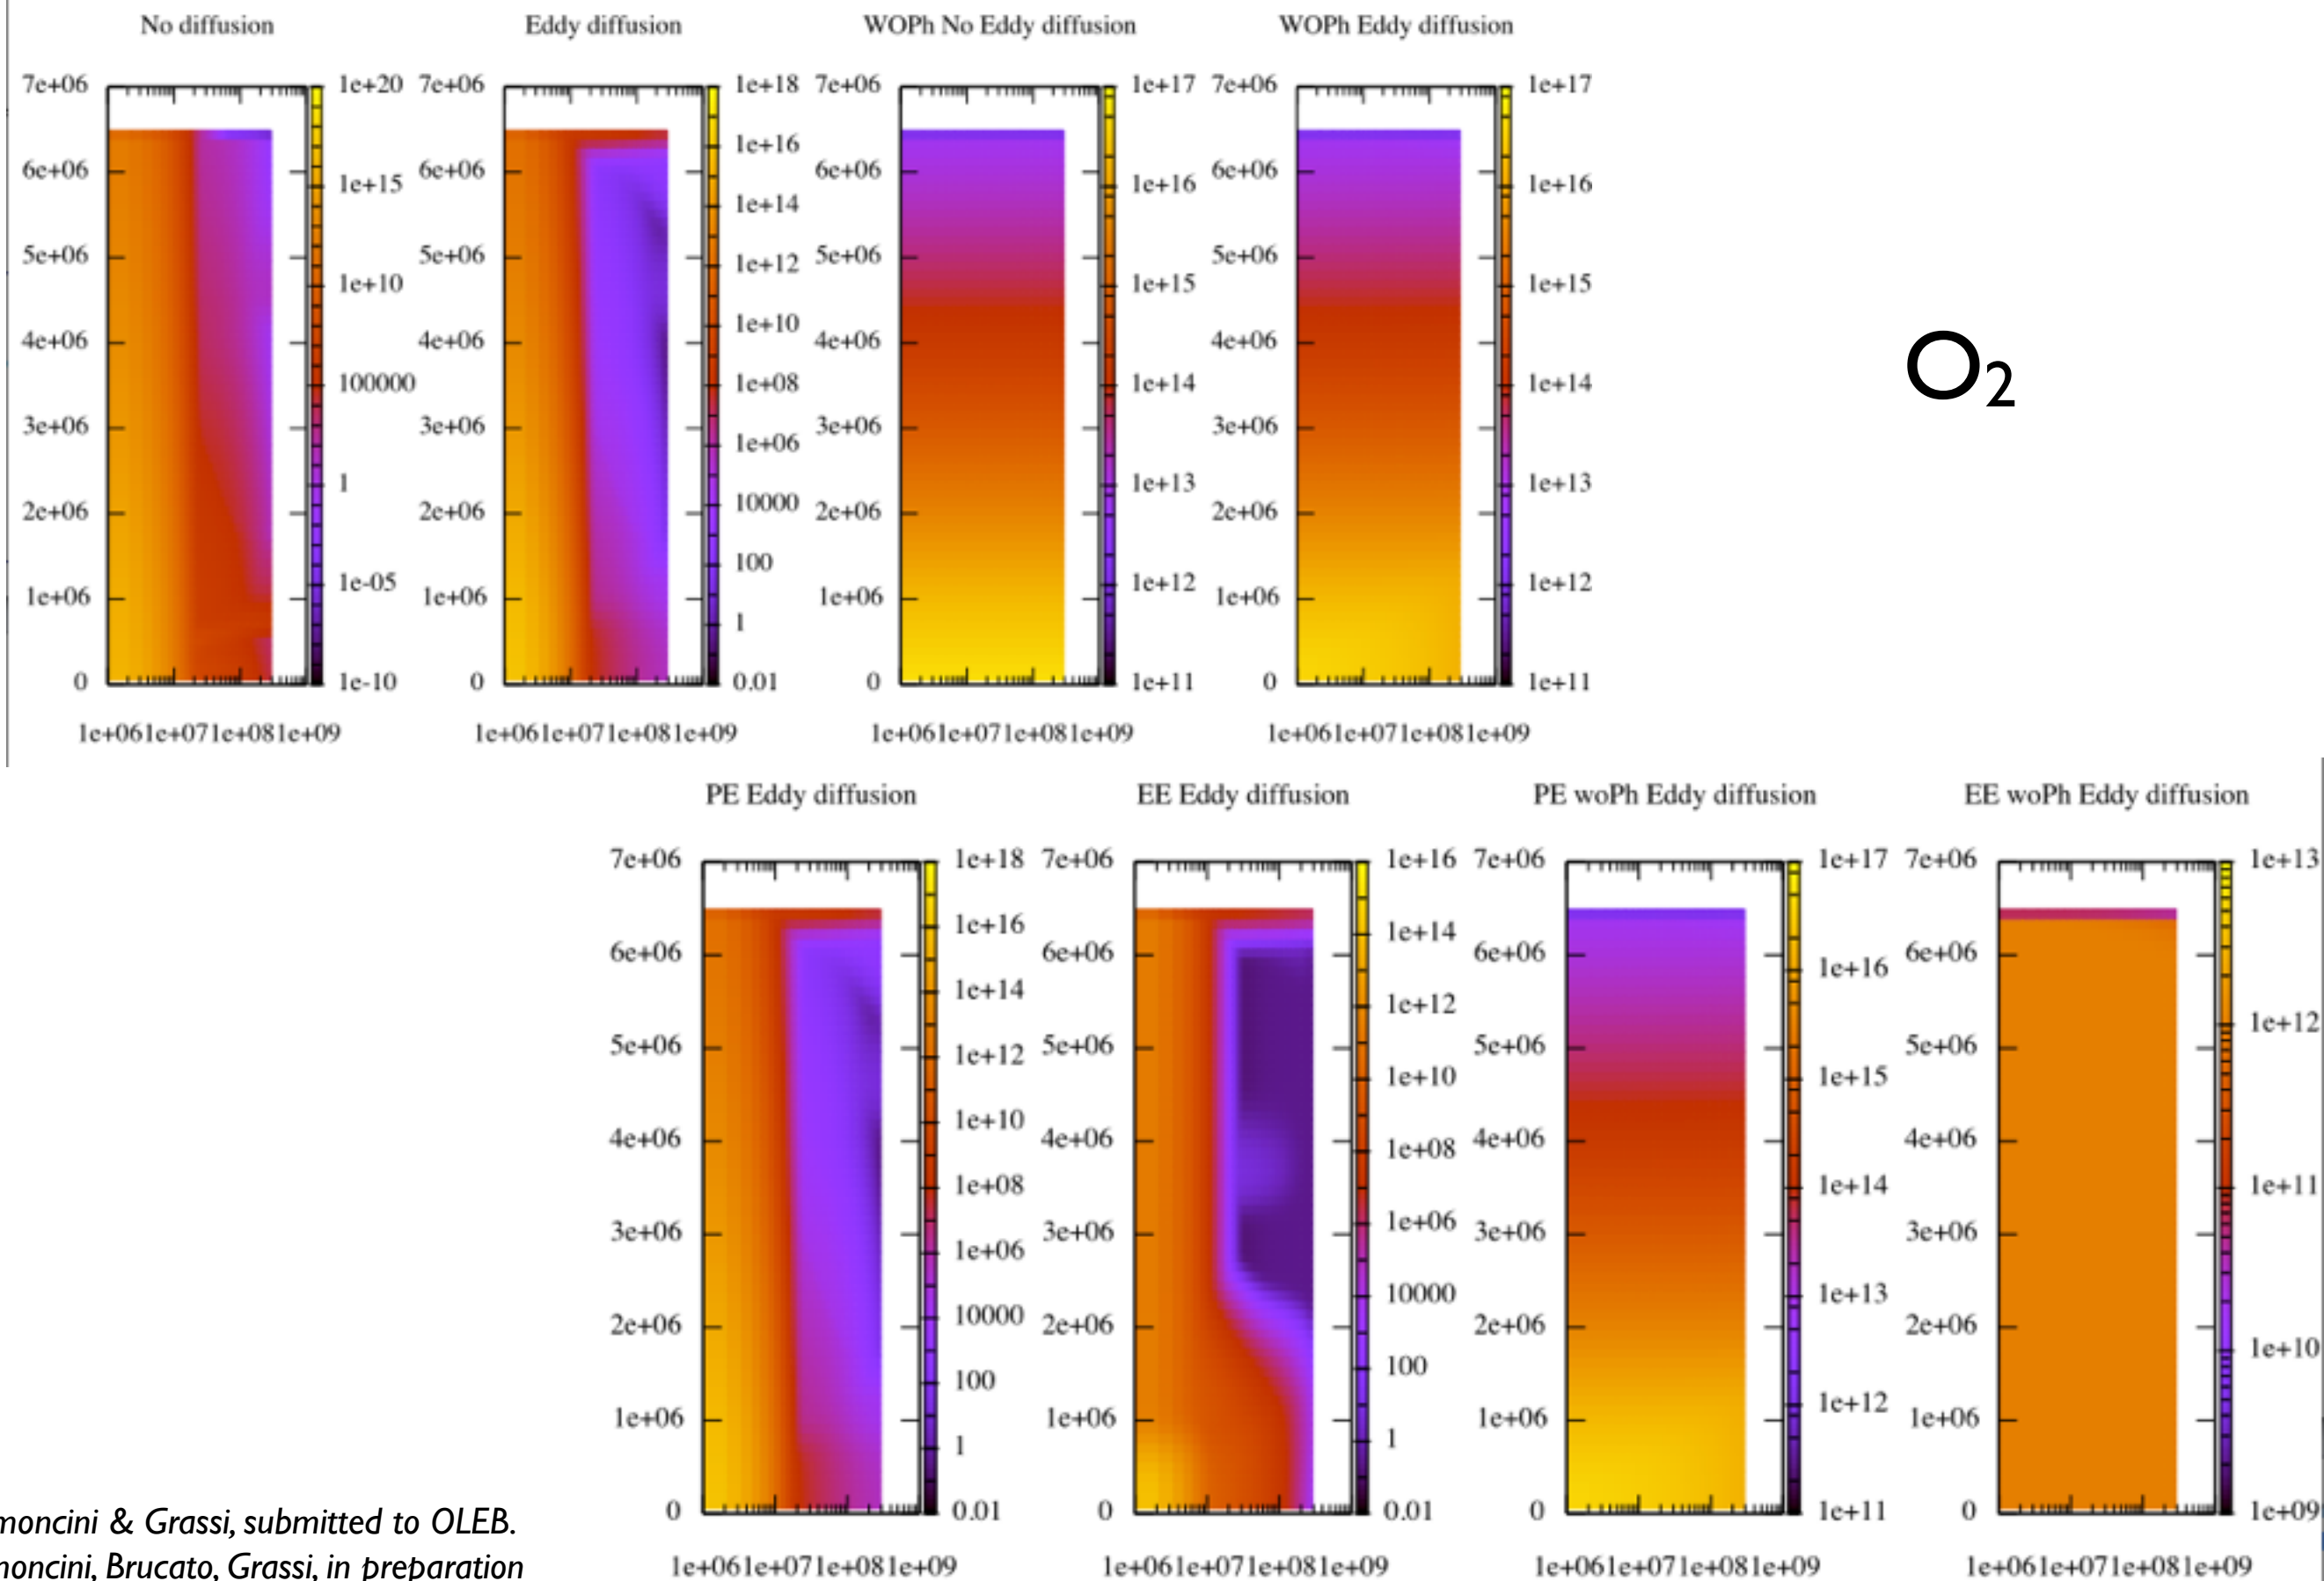 No diffusion Eddy diffusion WOPh No Eddy diffusion WOPh Eddy diffusion
7e+06 1e+20 7e+06 1e+18 7e+06 1e+17 7e+06 1e+17
1e+16
6e+06 6e+06 6e+06 6e+06
1e+15 1e+16 1e+16
1e+14
5e+06 5e+06 5e+06 5e+06
1e+12
1e+10 1e+15 1e+15
1e+10
4e+06 4e+06 4e+06 4e+06
O2
100000 1e+08 1e+14 1e+14
3e+06 3e+06 3e+06 3e+06
1e+06
1 1e+13 1e+13
10000
2e+06 2e+06 2e+06 2e+06
100
1e-05 1e+12 1e+12
1e+06 1e+06 1e+06 1e+06
1
0 1e-10 0 0.01 0 1e+11 0 1e+11
1e+061e+071e+081e+09 1e+061e+071e+081e+09 1e+061e+071e+081e+09 1e+061e+071e+081e+09
PE Eddy diffusion EE Eddy diffusion PE woPh Eddy diffusion EE woPh Eddy diffusion
7e+06 1e+18 7e+06 1e+16 7e+06 1e+17 7e+06 1e+13
1e+16 1e+14
6e+06 6e+06 6e+06 6e+06
1e+16
1e+14 1e+12
1e+12
5e+06 5e+06 5e+06 5e+06
1e+12 1e+10 1e+15
1e+10
4e+06 4e+06 4e+06 4e+06
1e+08
1e+08 1e+14 1e+11
3e+06 3e+06 3e+06 3e+06
1e+06 1e+06
10000 1e+13
10000
2e+06 2e+06 2e+06 2e+06
1e+10
100 100
1e+12
1e+06 1e+06 1e+06 1e+06
1 1
0 0.01 0 0.01 0 1e+11 0 1e+09
1e+061e+071e+081e+09 1e+061e+071e+081e+09 1e+061e+071e+081e+09 1e+061e+071e+081e+09
moncini & Grassi, submitted to OLEB.
moncini, Brucato, Grassi, in preparation